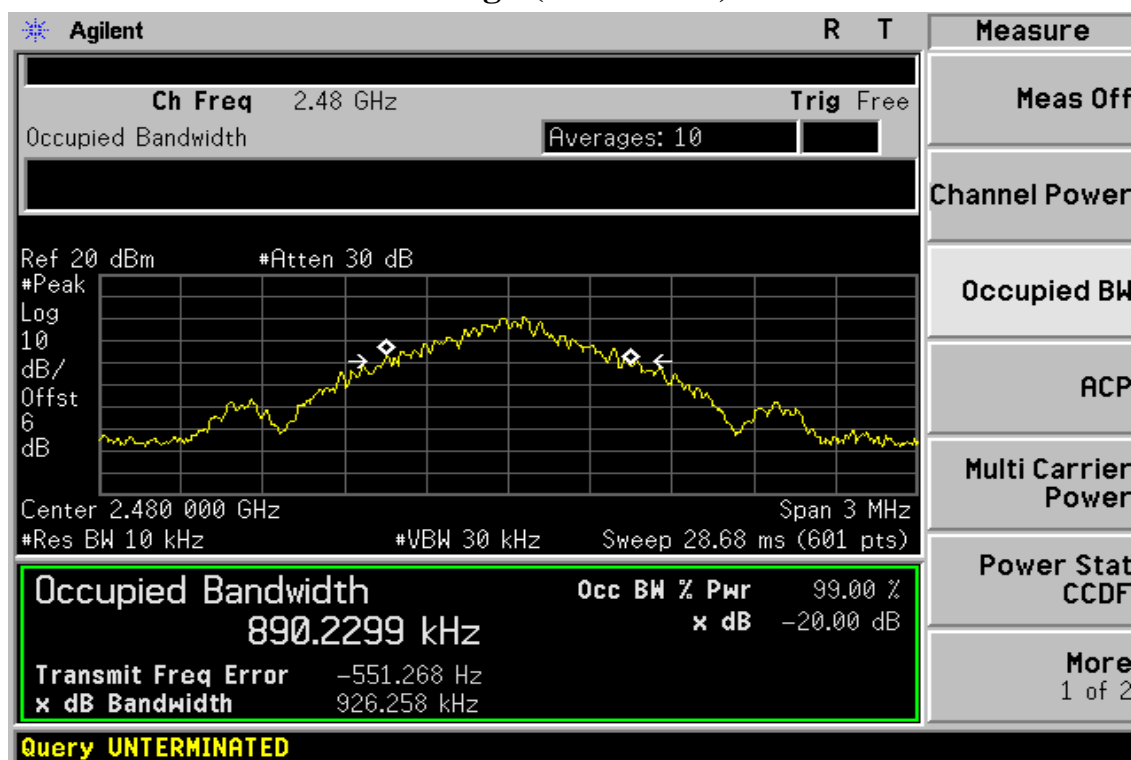 Agilent R T Measure
Ch Freq 2.48 GHz Trig Free
Meas Off
Occupied Bandwidth Averages: 10
Channel Power
Ref 20 dBm #Atten 30 dB
#Peak
Log
10
dB/
Offst
6
dB
Occupied BW
ACP
Multi Carrier
Power
Center 2.480 000 GHz Span 3 MHz
#Res BW 10 kHz #VBW 30 kHz Sweep 28.68 ms (601 pts)
Power Stat
CCDF
Occupied Bandwidth Occ BW % Pwr 99.00 %
890.2299 kHz x dB -20.00 dB
Transmit Freq Error -551.268 Hz
x dB Bandwidth 926.258 kHz
More
1 of 2
Query UNTERMINATED